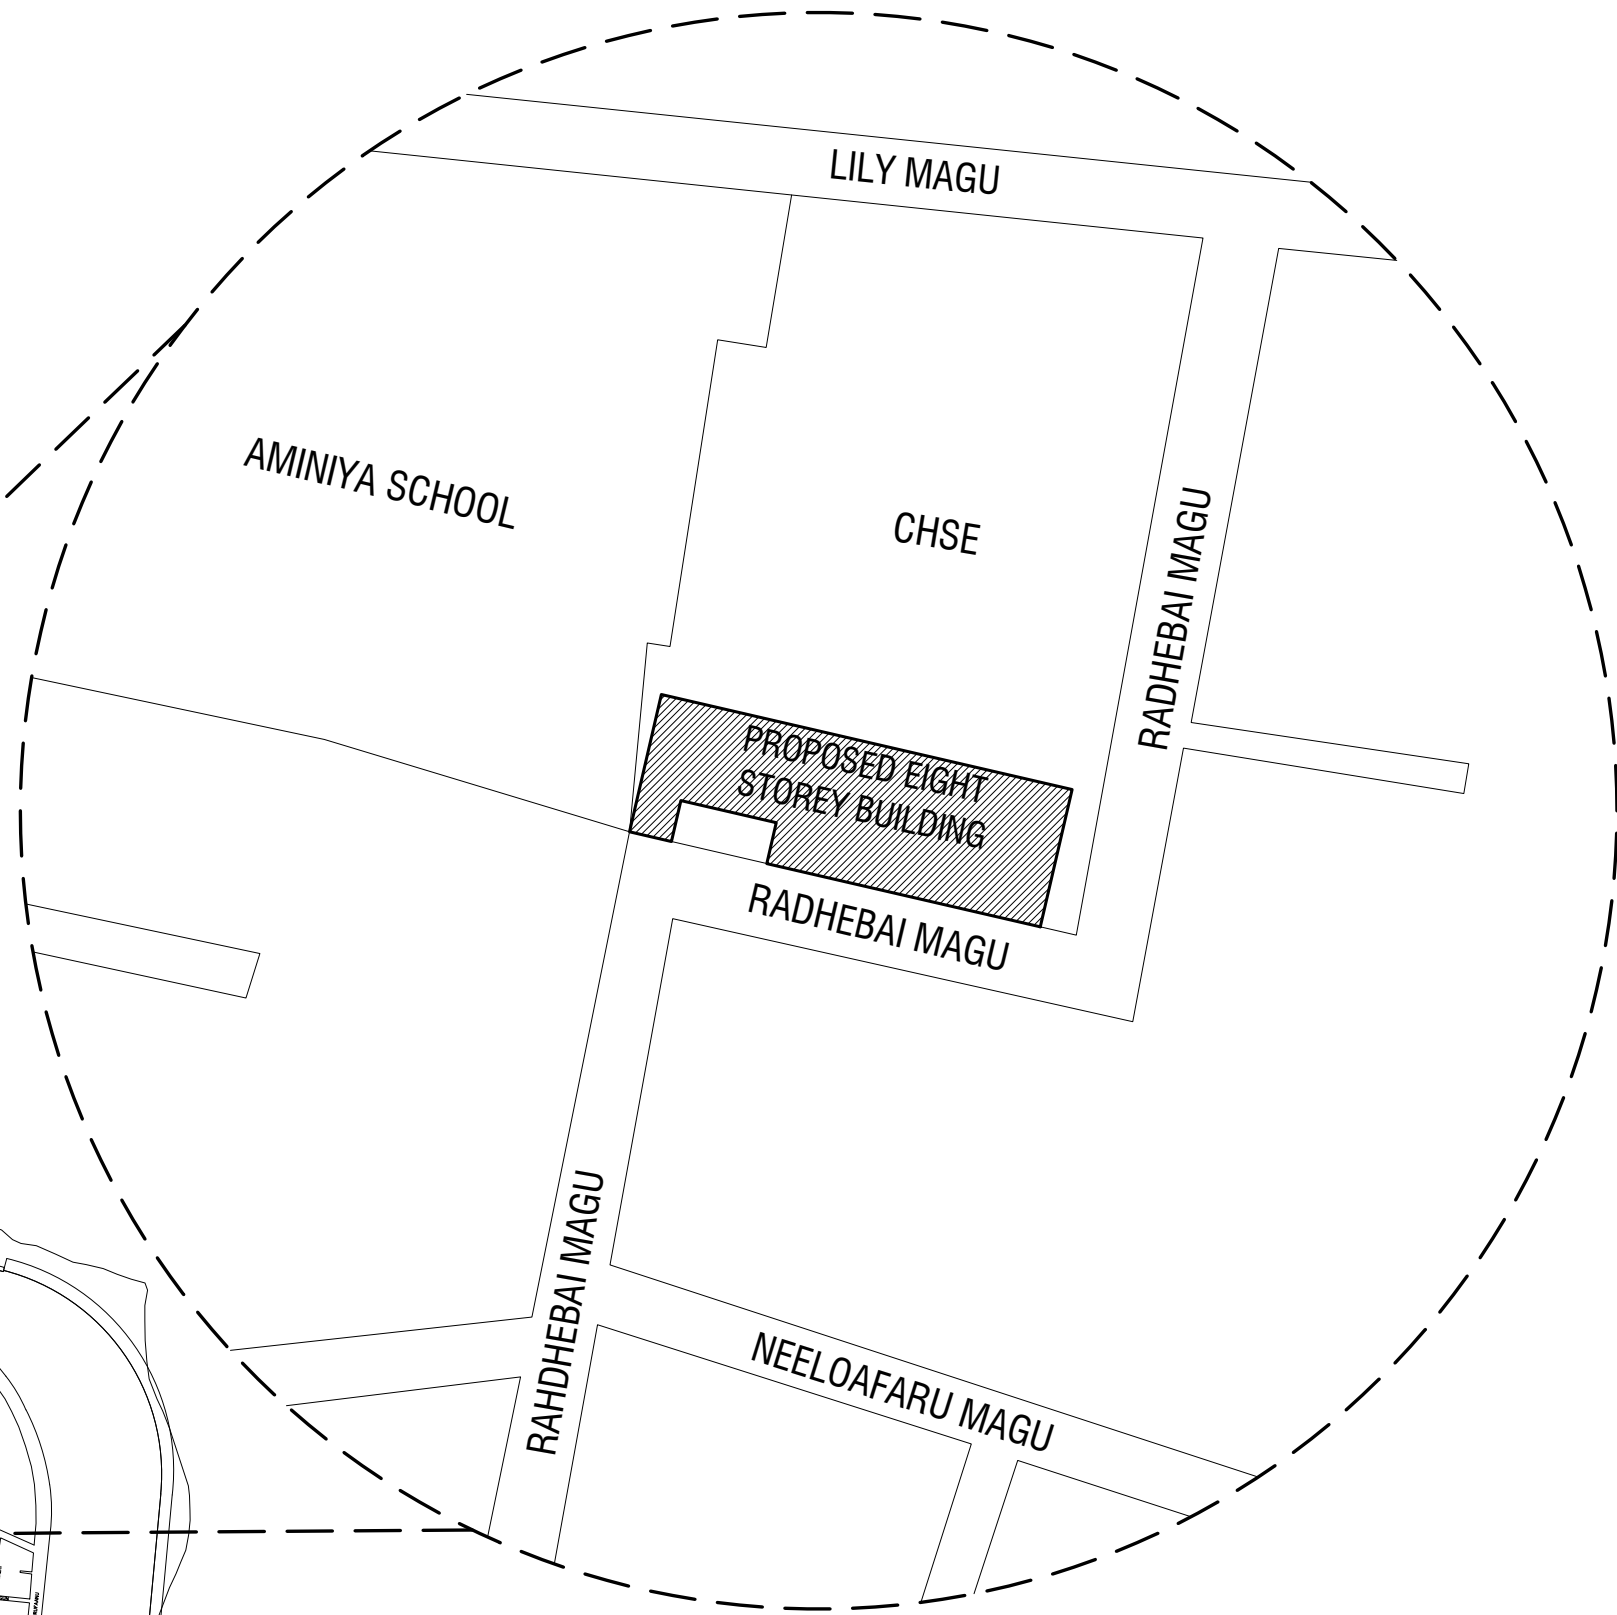 LILY MAGU
AMINIYA SCHOOL
CHSE
RADHEBAI MAGU
PROPOSED EIGHT
STOREY BUILDING
RADHEBAI MAGU
RAHDHEBAI MAGU
NEELOAFARU MAGU